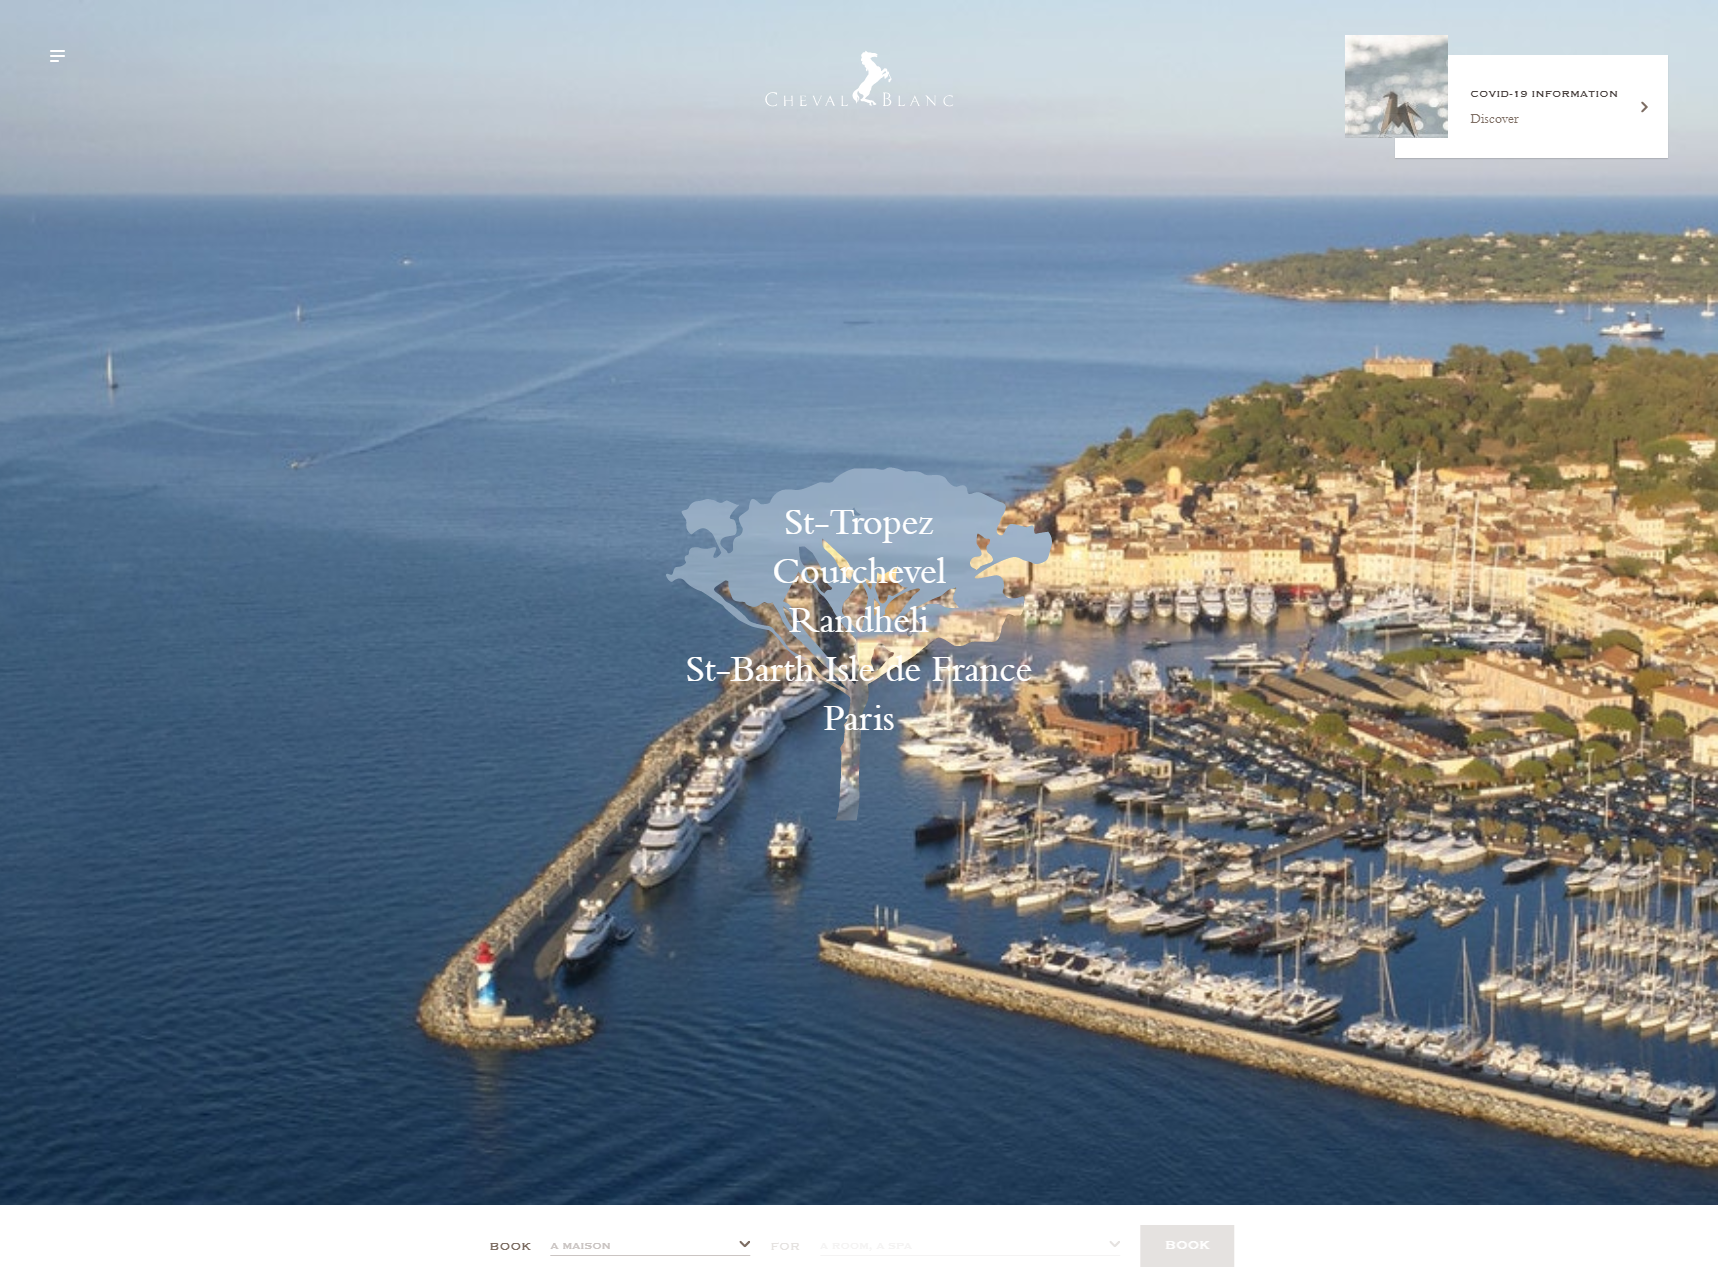 CHEVAL BLANC
COVID-19 INFORMATION
Discover
St-Tropez
Courchevel
Randheli
St-Barth Isle de France
Paris
BOOK A MAISON FOR A ROOM, A SPA BOOK